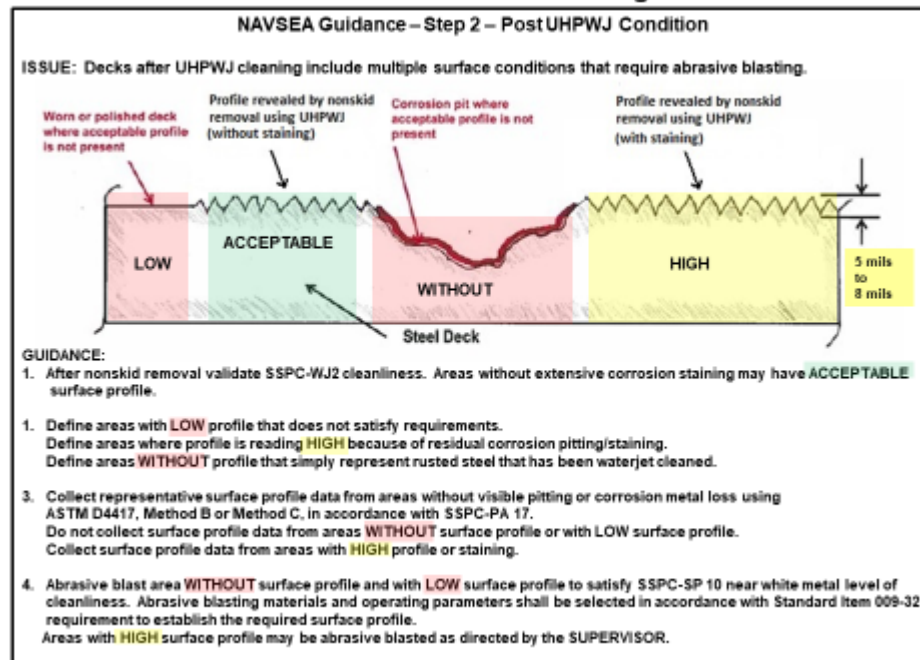 NAVSEA Guidance – Step 2 – Post UHPWJ Condition
ISSUE: Decks after UHPWJ cleaning include multiple surface conditions that require abrasive blasting.
Worn or polished deck
where acceptable profile
is not present
Profile revealed by nonskid
removal using UHPWJ
(without staining)
Corrosion pit where
acceptable profile is not
present
Profile revealed by nonskid
removal using UHPWJ
(with staining)
LOW
ACCEPTABLE
WITHOUT
HIGH
5 mils
to
8 mils
Steel Deck
GUIDANCE:
1. After nonskid removal validate SSPC-WJ2 cleanliness. Areas without extensive corrosion staining may have ACCEPTABLE
surface profile.
1. Define areas with LOW profile that does not satisfy requirements.
Define areas where profile is reading HIGH because of residual corrosion pitting/staining.
Define areas WITHOUT profile that simply represent rusted steel that has been waterjet cleaned.
3. Collect representative surface profile data from areas without visible pitting or corrosion metal loss using
ASTM D4417, Method B or Method C, in accordance with SSPC-PA 17.
Do not collect surface profile data from areas WITHOUT surface profile or with LOW surface profile.
Collect surface profile data from areas with HIGH profile or staining.
4. Abrasive blast area WITHOUT surface profile and with LOW surface profile to satisfy SSPC-SP 10 near white metal level of
cleanliness. Abrasive blasting materials and operating parameters shall be selected in accordance with Standard Item 009-32
requirement to establish the required surface profile.
Areas with HIGH surface profile may be abrasive blasted as directed by the SUPERVISOR.